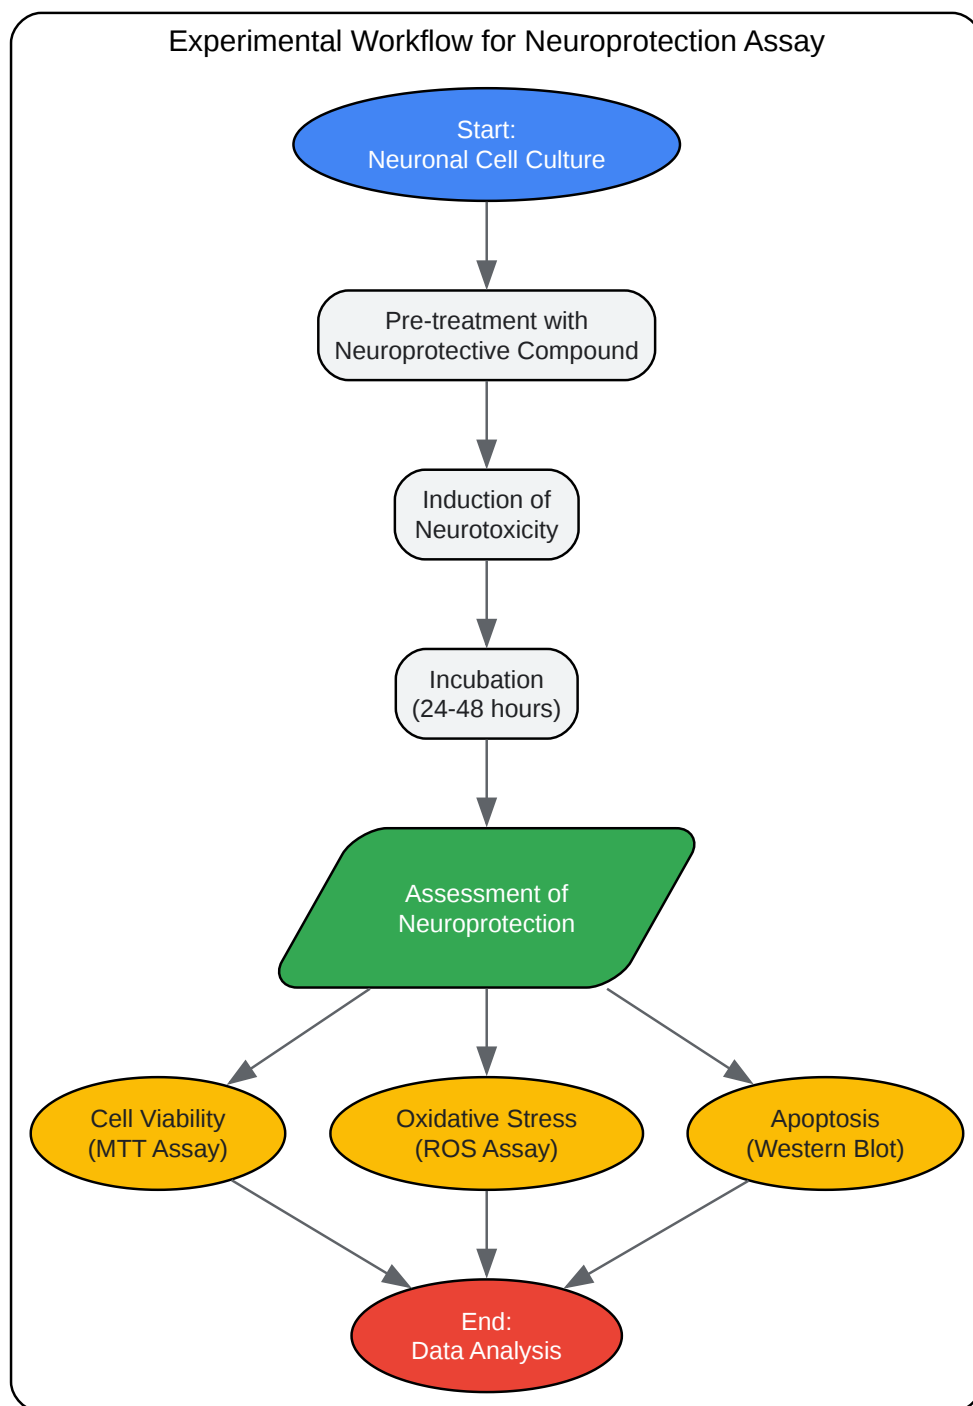 Experimental Workflow for Neuroprotection Assay
Start:
Neuronal Cell Culture
Pre-treatment with
Neuroprotective Compound
Induction of
Neurotoxicity
Incubation
(24-48 hours)
Assessment of
Neuroprotection
Cell Viability
(MTT Assay)
Oxidative Stress
(ROS Assay)
Apoptosis
(Western Blot)
End:
Data Analysis